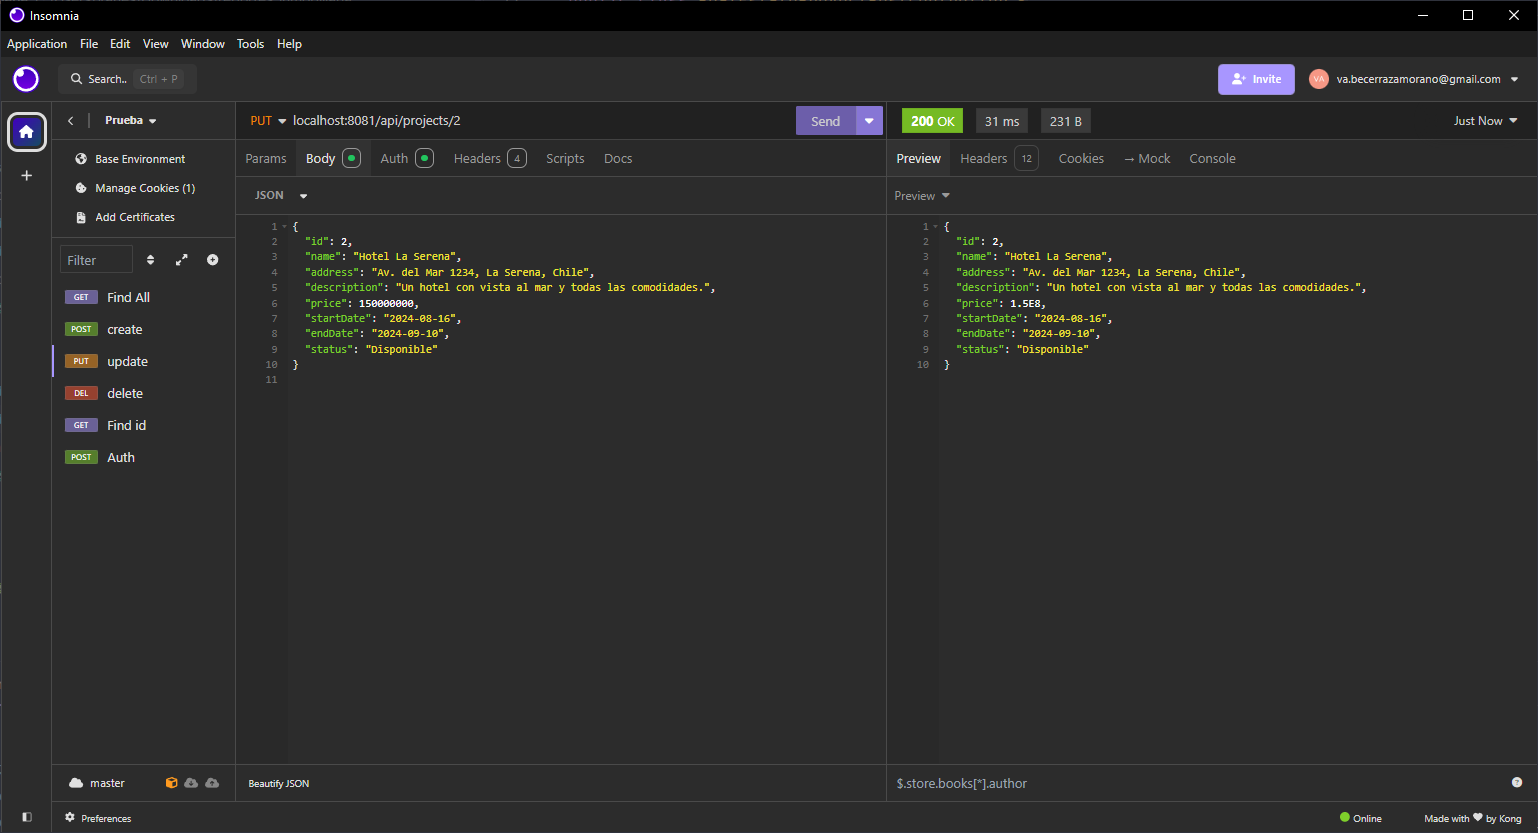 Insomnia
Application File Edit View Window Tools Help
Search.. Ctrl + P
Invite
VA va.becerrazamorano@gmail.com
Prueba
PUT localhost:8081/api/projects/2
Send
200 OK 31 ms 231 B
Just Now
Base Environment
Manage Cookies (1)
Add Certificates
Filter
GET Find All
POST create
PUT update
DEL delete
GET Find id
POST Auth
Params Body Auth Headers 4 Scripts Docs
JSON
1 {
2 "id": 2,
3 "name": "Hotel La Serena",
4 "address": "Av. del Mar 1234, La Serena, Chile",
5 "description": "Un hotel con vista al mar y todas las comodidades.",
6 "price": 150000000,
7 "startDate": "2024-08-16",
8 "endDate": "2024-09-10",
9 "status": "Disponible"
10 }
11
Preview Headers 12 Cookies → Mock Console
Preview
1 {
2 "id": 2,
3 "name": "Hotel La Serena",
4 "address": "Av. del Mar 1234, La Serena, Chile",
5 "description": "Un hotel con vista al mar y todas las comodidades.",
6 "price": 1.5E8,
7 "startDate": "2024-08-16",
8 "endDate": "2024-09-10",
9 "status": "Disponible"
10 }
master
Beautify JSON
$.store.books[*].author
Preferences
Online
Made with ❤ by Kong